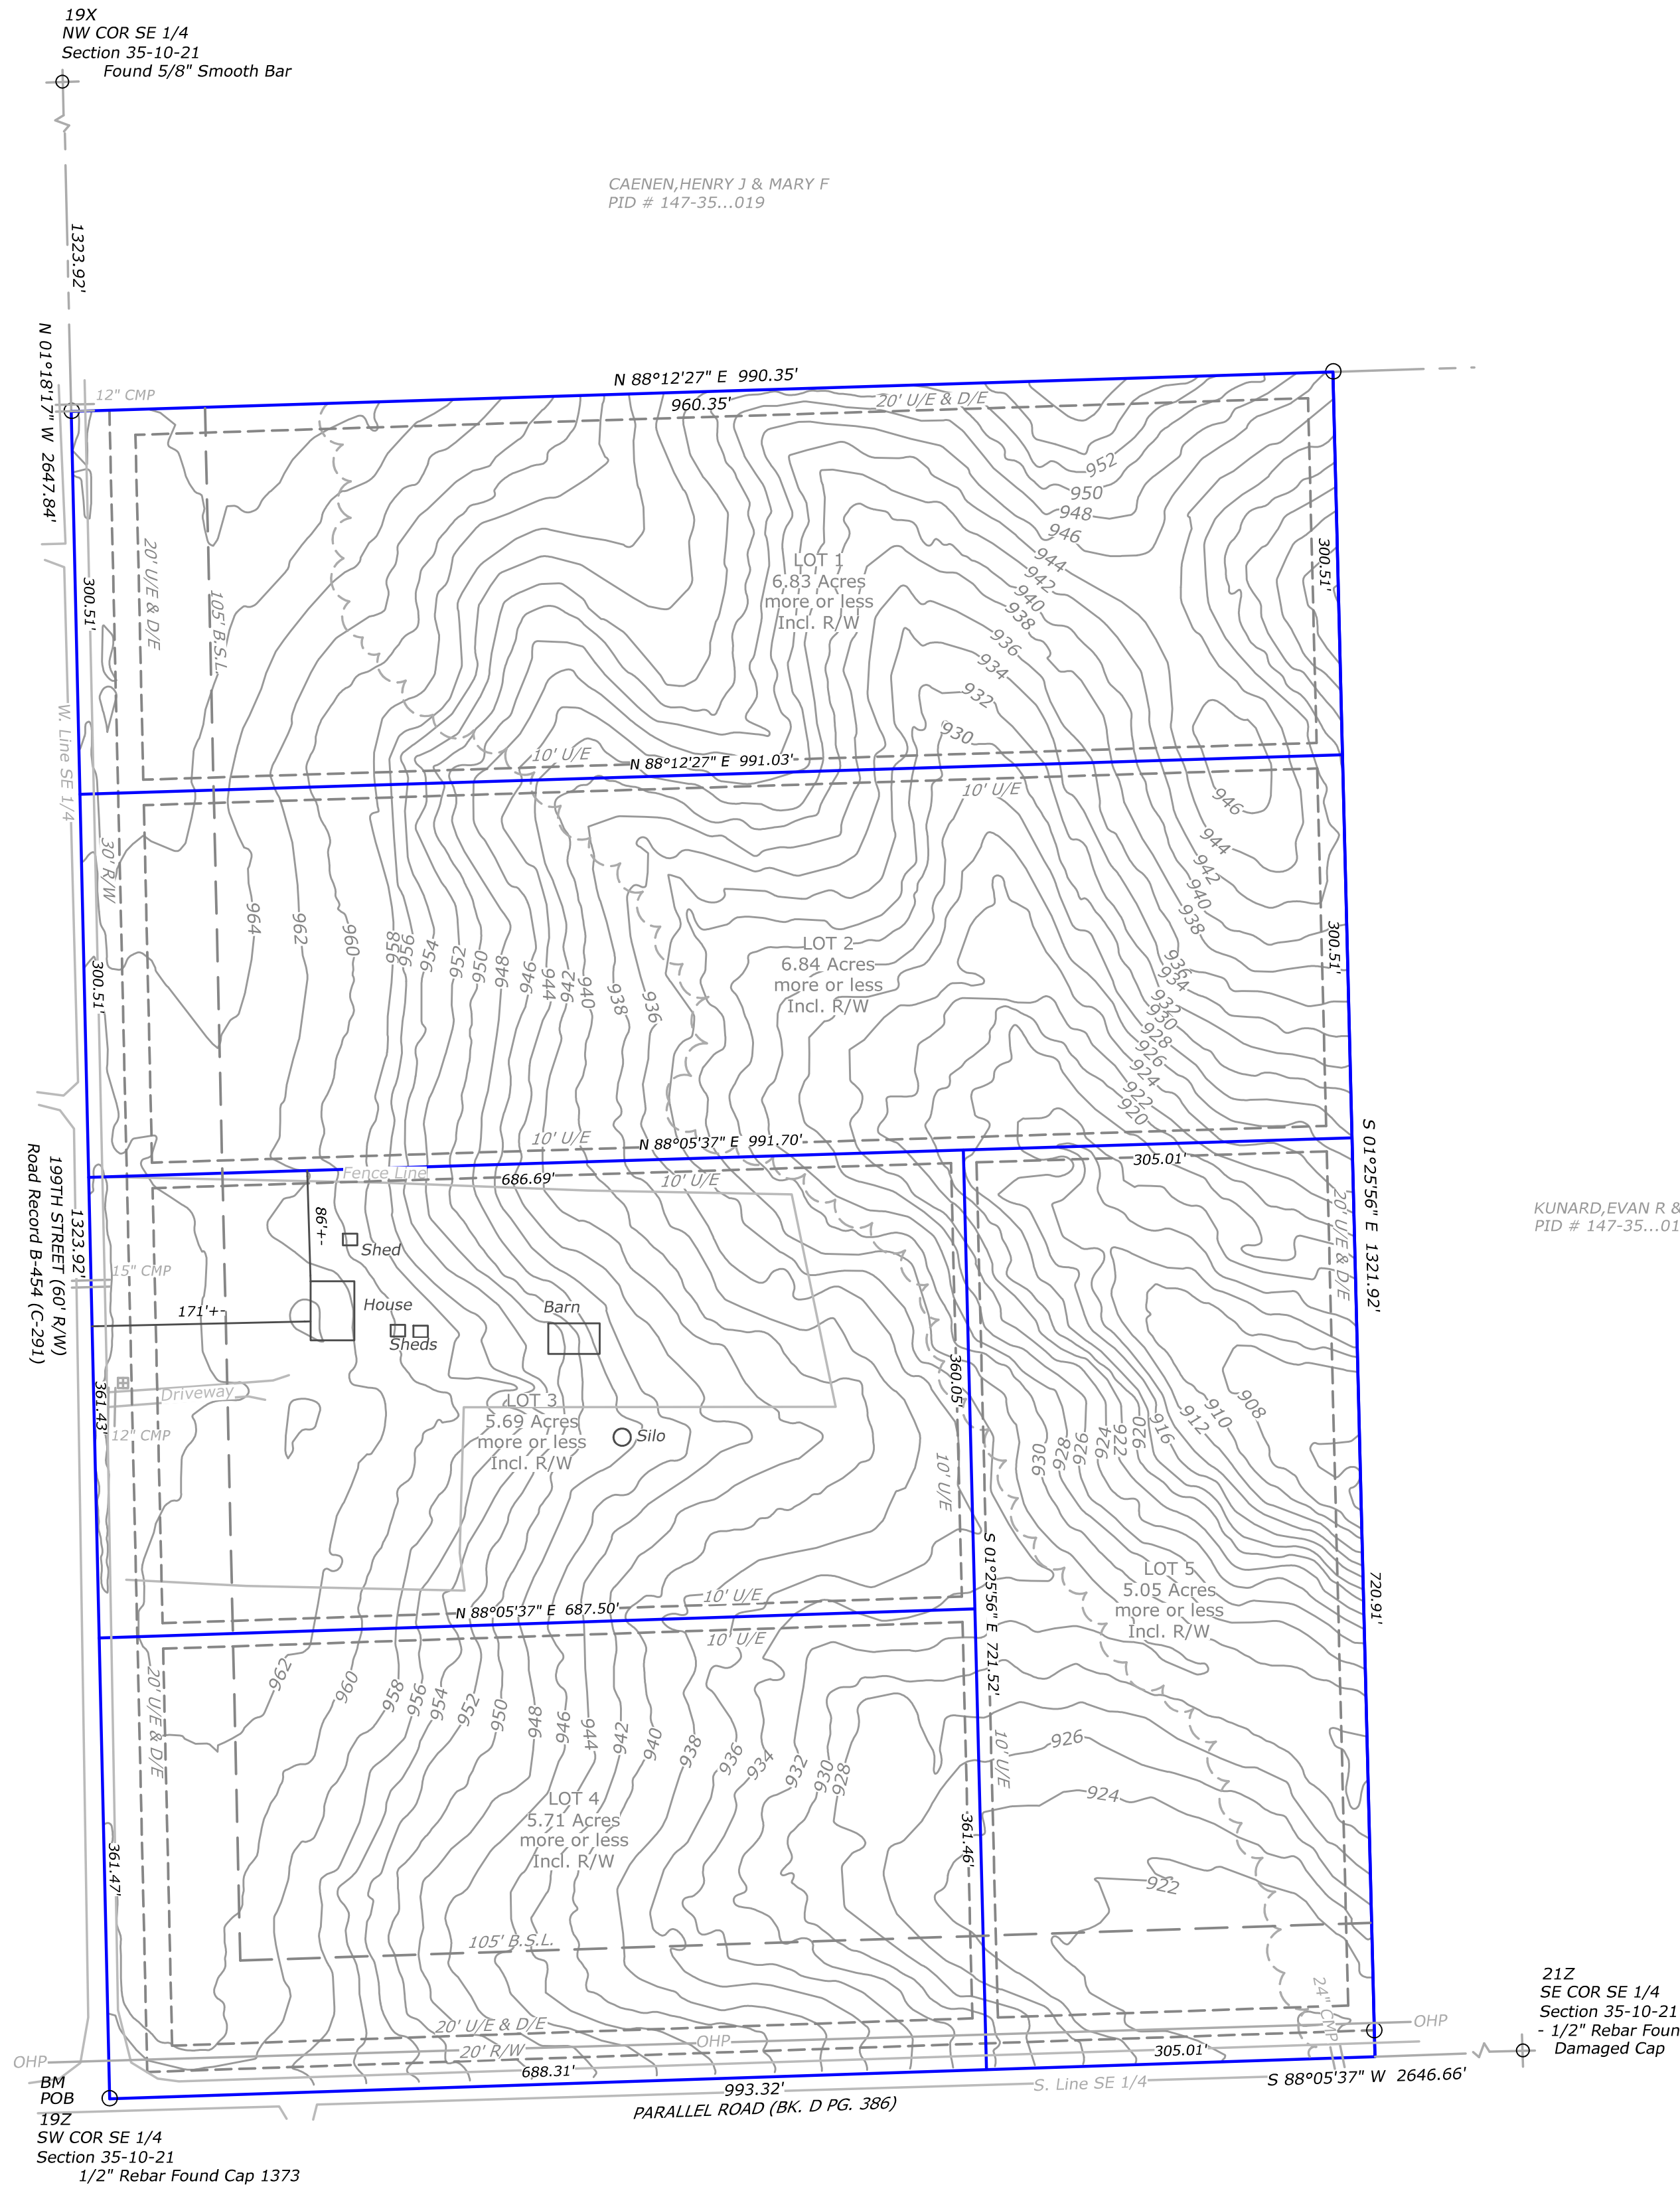 19X
NW COR SE 1/4
Section 35-10-21
Found 5/8" Smooth Bar
CAENEN,HENRY J & MARY F
PID # 147-35...019
1323.92'
N 01°18'17" W 2647.84'
12" CMP
N 88°12'27" E 990.35'
960.35'
20' U/E & D/E
952
950
948
946
944
942
940
938
936
934
932
930
300.51'
20' U/E & D/E
105' B.S.L.
LOT 1
6.83 Acres
more or less
Incl. R/W
300.51'
W. Line SE 1/4
10' U/E
N 88°12'27" E 991.03'
10' U/E
946
944
942
940
938
936
934
932
930
928
926
924
922
920
30' R/W
964
962
960
958
956
954
952
950
948
946
944
942
940
938
936
LOT 2
6.84 Acres
more or less
Incl. R/W
300.51'
300.51'
10' U/E
N 88°05'37" E 991.70'
305.01'
Fence Line
686.69'
10' U/E
S 01°25'56" E 1321.92'
20' U/E & D/E
KUNARD,EVAN R &
PID # 147-35...01
199TH STREET (60' R/W)
Road Record B-454 (C-291)
1323.92'
86'+-
Shed
15" CMP
171'+-
House
Sheds
Barn
360.05'
361.43'
Driveway
12" CMP
LOT 3
5.69 Acres
more or less
Incl. R/W
Silo
10' U/E
930
928
926
924
922
920
916
912
910
908
LOT 5
5.05 Acres
more or less
Incl. R/W
720.91'
10' U/E
N 88°05'37" E 687.50'
10' U/E
S 01°25'56" E 721.52'
20' U/E & D/E
962
960
958
956
954
952
950
948
946
944
942
940
938
936
934
932
930
928
926
924
922
10' U/E
LOT 4
5.71 Acres
more or less
Incl. R/W
361.47'
361.46'
105' B.S.L.
24" CMP
21Z
SE COR SE 1/4
Section 35-10-21
- 1/2" Rebar Foun
Damaged Cap
20' U/E & D/E
OHP
OHP
OHP
20' R/W
688.31'
305.01'
993.32'
S. Line SE 1/4
S 88°05'37" W 2646.66'
PARALLEL ROAD (BK. D PG. 386)
BM
POB
19Z
SW COR SE 1/4
Section 35-10-21
1/2" Rebar Found Cap 1373